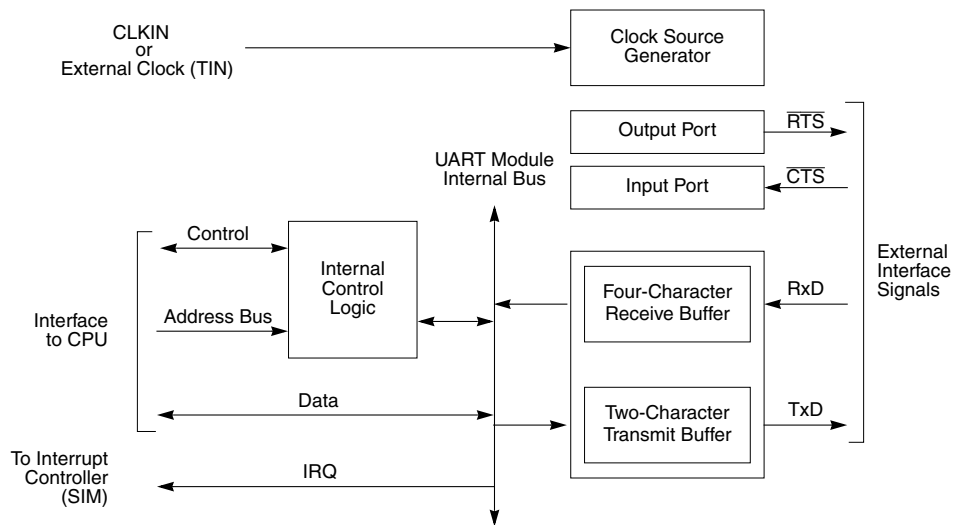 CLKIN
or
External Clock (TIN)
Clock Source
Generator
Output Port
RTS
UART Module
Internal Bus
Input Port
CTS
Control
Internal
Control
Logic
Address Bus
Interface
to CPU
Four-Character
Receive Buffer
RxD
External
Interface
Signals
Data
Two-Character
Transmit Buffer
TxD
To Interrupt
Controller
(SIM)
IRQ